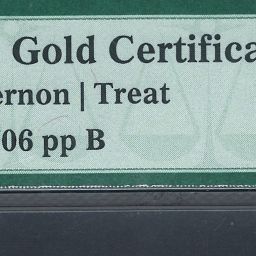 Gold Certifica
ernon | Treat
06 pp B